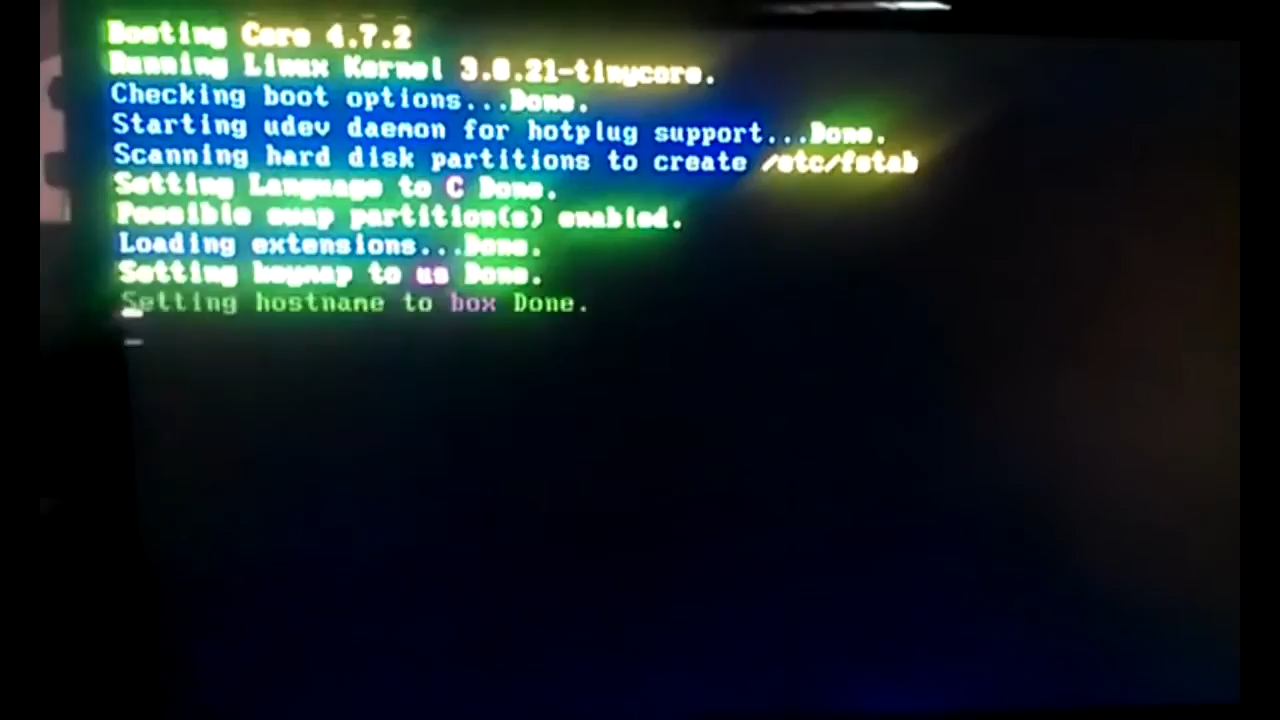 Booting Core 4.7.2
Running Linux Kernel 3.0.21-tinycore.
Checking boot options...Done.
Starting udev daemon for hotplug support...Done.
Scanning hard disk partitions to create /etc/fstab
Setting Language to C Done.
Possible swap partition(s) enabled.
Loading extensions...Done.
Setting keymap to us Done.
Setting hostname to box Done.